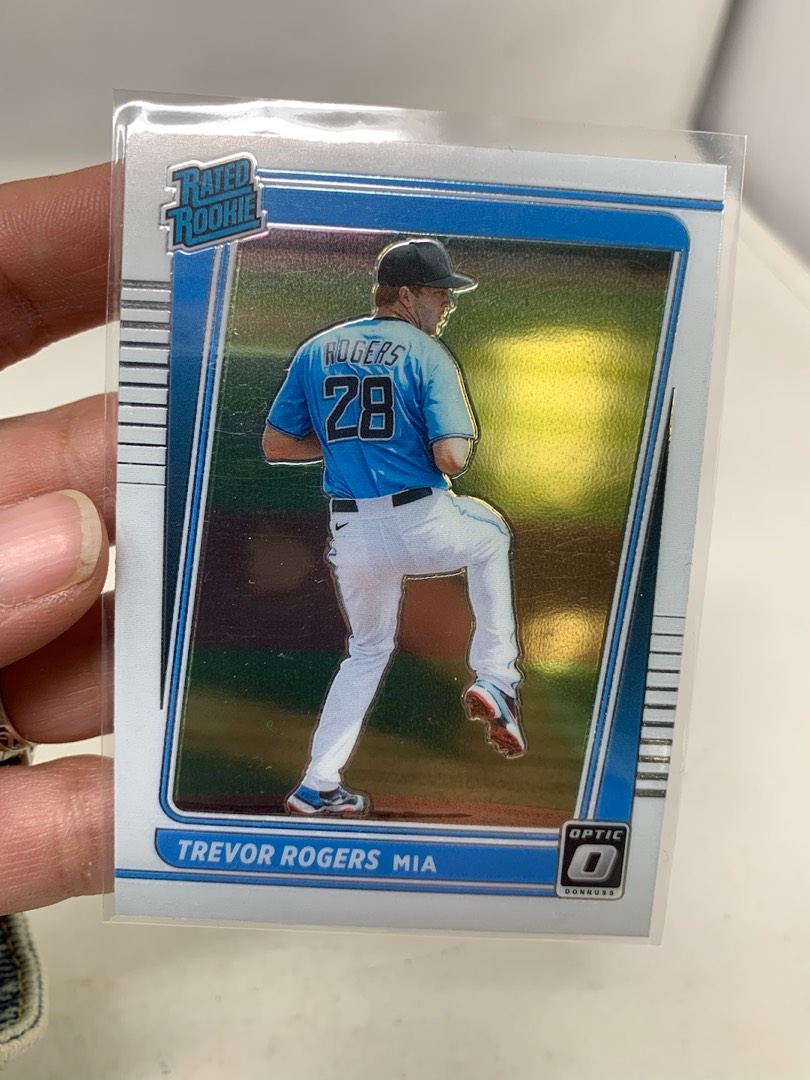 RATED
ROOKIE
ROGERS
28
TREVOR ROGERS MIA
OPTIC
O
DONRUSS